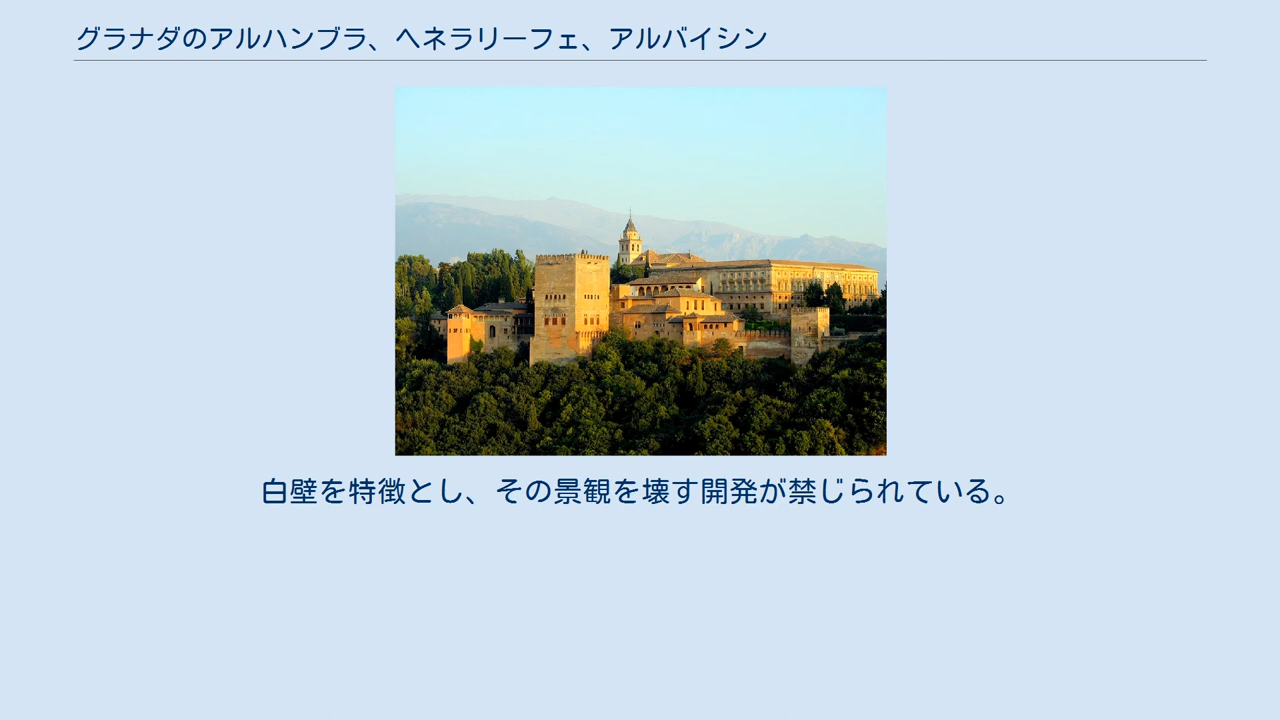 グラナダのアルハンブラ、ヘネラリーフェ、アルバイシン
白壁を特徴とし、その景観を壊す開発が禁じられている。